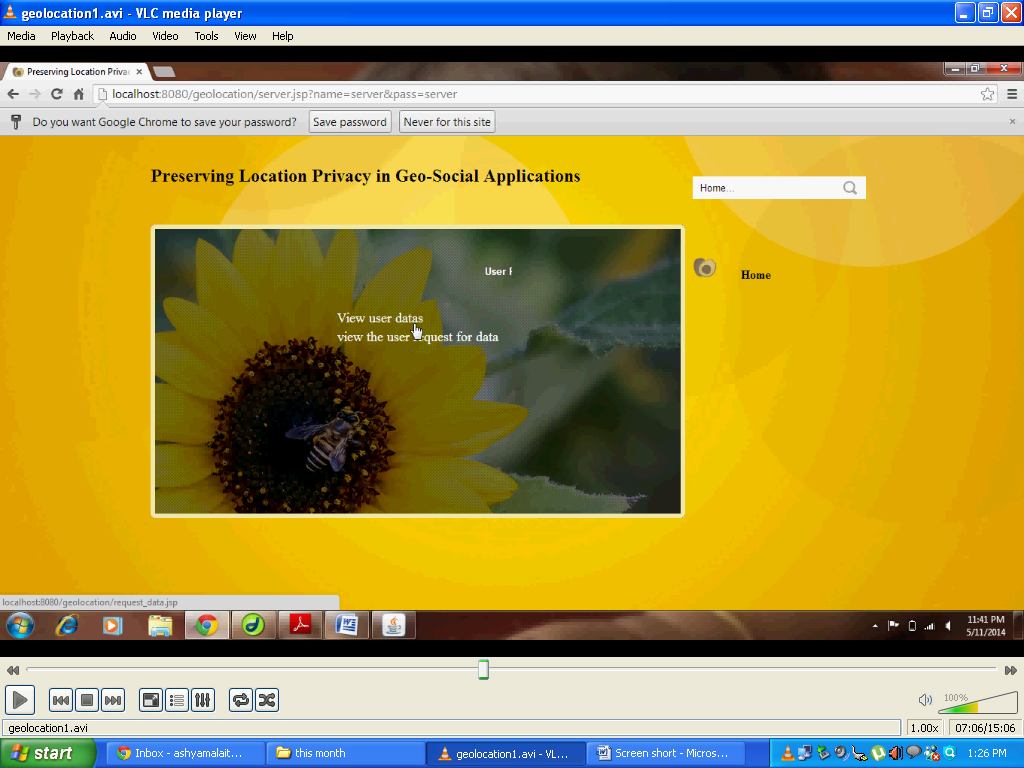 geolocation1.avi - VLC media player
Media Playback Audio Video Tools View Help
Preserving Location Priva
localhost:8080/geolocation/server.jsp?name=server&pass=server
Do you want Google Chrome to save your password? Save password Never for this site
Preserving Location Privacy in Geo-Social Applications
Home...
User
Home
View user datas
view the user request for data
localhost:8080/geolocation/request_data.jsp
11:41 PM
5/11/2014
100%
geolocation1.avi 1.00x 07:06/15:06
start Inbox - ashyamalait... this month geolocation1.avi - VL... Screen short - Micros... 1:26 PM